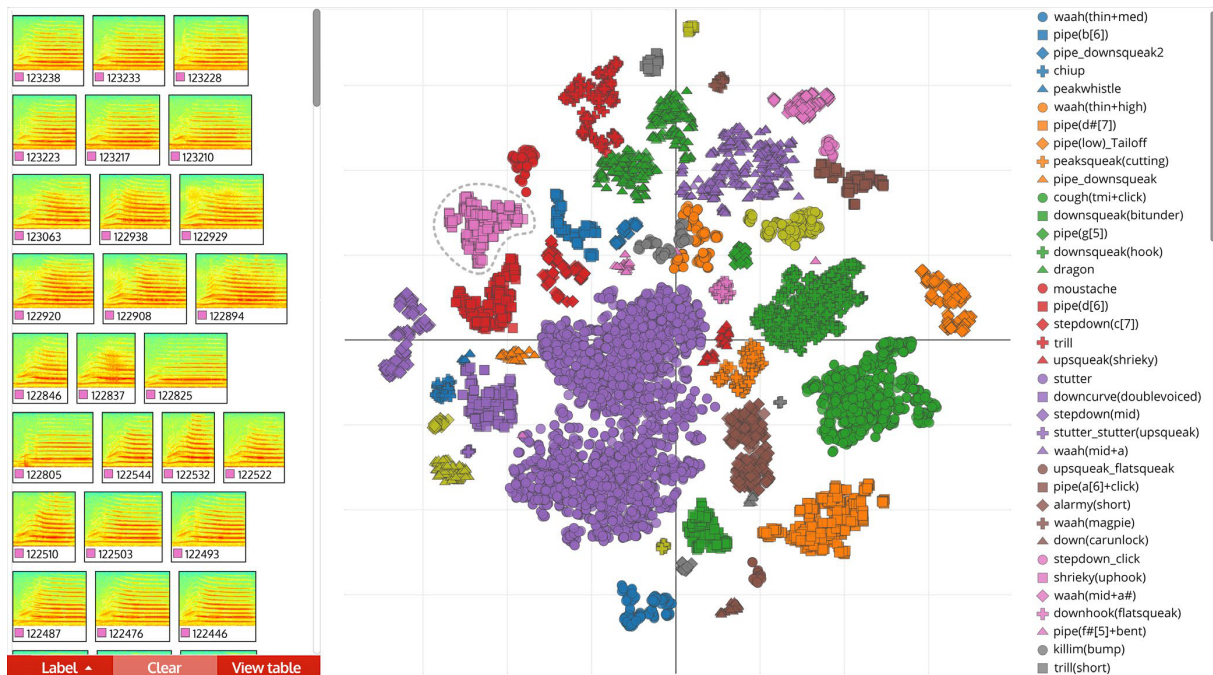 123238 123233 123228
123223 123217 123210
123063 122938 122929
122920 122908 122894
122846 122837 122825
122805 122544 122532 122522
122510 122503 122493
122487 122476 122446
Label Clear View table
waah(thin+med)
pipe(b[6])
pipe_downsqueak2
chiup
peakwhistle
waah(thin+high)
pipe(d#[7])
pipe(low)_Tailoff
peaksqueak(cutting)
pipe_downsqueak
cough(tmi+click)
downsqueak(bitunder)
pipe(g[5])
downsqueak(hook)
dragon
moustache
pipe(d[6])
stepdown(c[7])
trill
upsqueak(shrieky)
stutter
downcurve(doublevoiced)
stepdown(mid)
stutter_stutter(upsqueak)
waah(mid+a)
upsqueak_flatsqueak
pipe(a[6]+click)
alarmy(short)
waah(magpie)
down(carunlock)
stepdown_click
shrieky(uphook)
waah(mid+a#)
downhook(flatsqueak)
pipe(f#[5]+bent)
killim(bump)
trill(short)